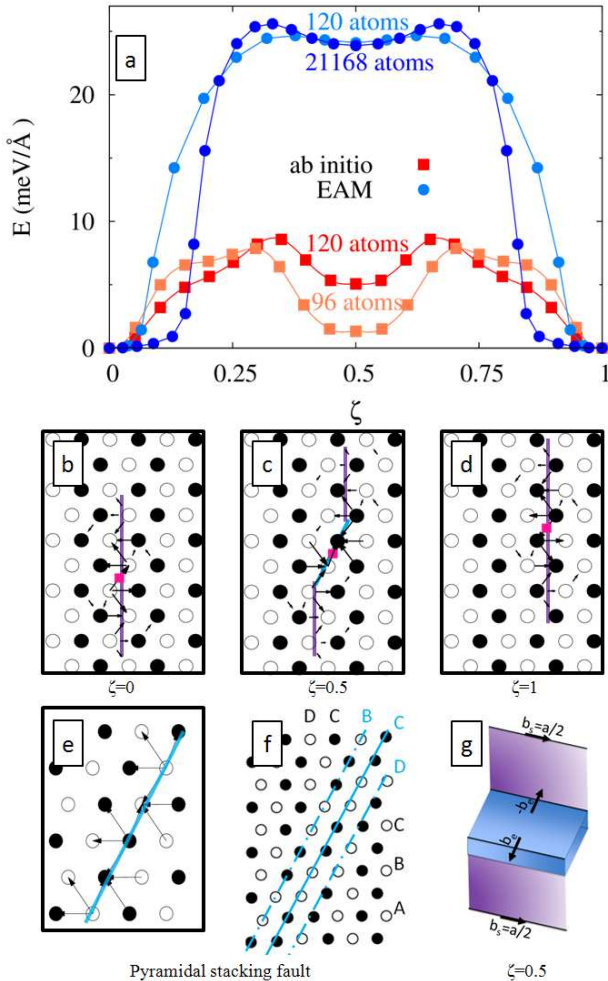 a
E (meV/Å)
20
10
0
120 atoms
21168 atoms
ab initio
EAM
120 atoms
96 atoms
0 0.25 0.5 0.75 1
ζ
b c d
ζ=0 ζ=0.5 ζ=1
e f g
D C B C D
C
B
A
bs=a/2
-be
be
bs=a/2
Pyramidal stacking fault ζ=0.5